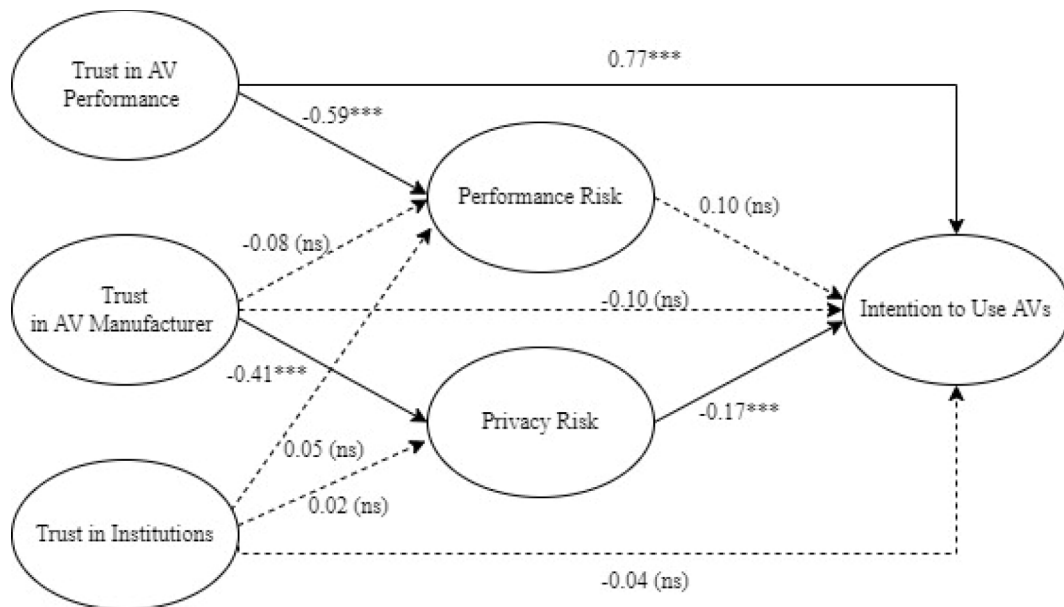 0.77***
Trust in AV
Performance
-0.59***
Performance Risk
0.10 (ns)
-0.08 (ns)
Trust
in AV Manufacturer
-0.10 (ns)
Intention to Use AVs
-0.41***
Privacy Risk
-0.17***
0.05 (ns)
0.02 (ns)
Trust in Institutions
-0.04 (ns)